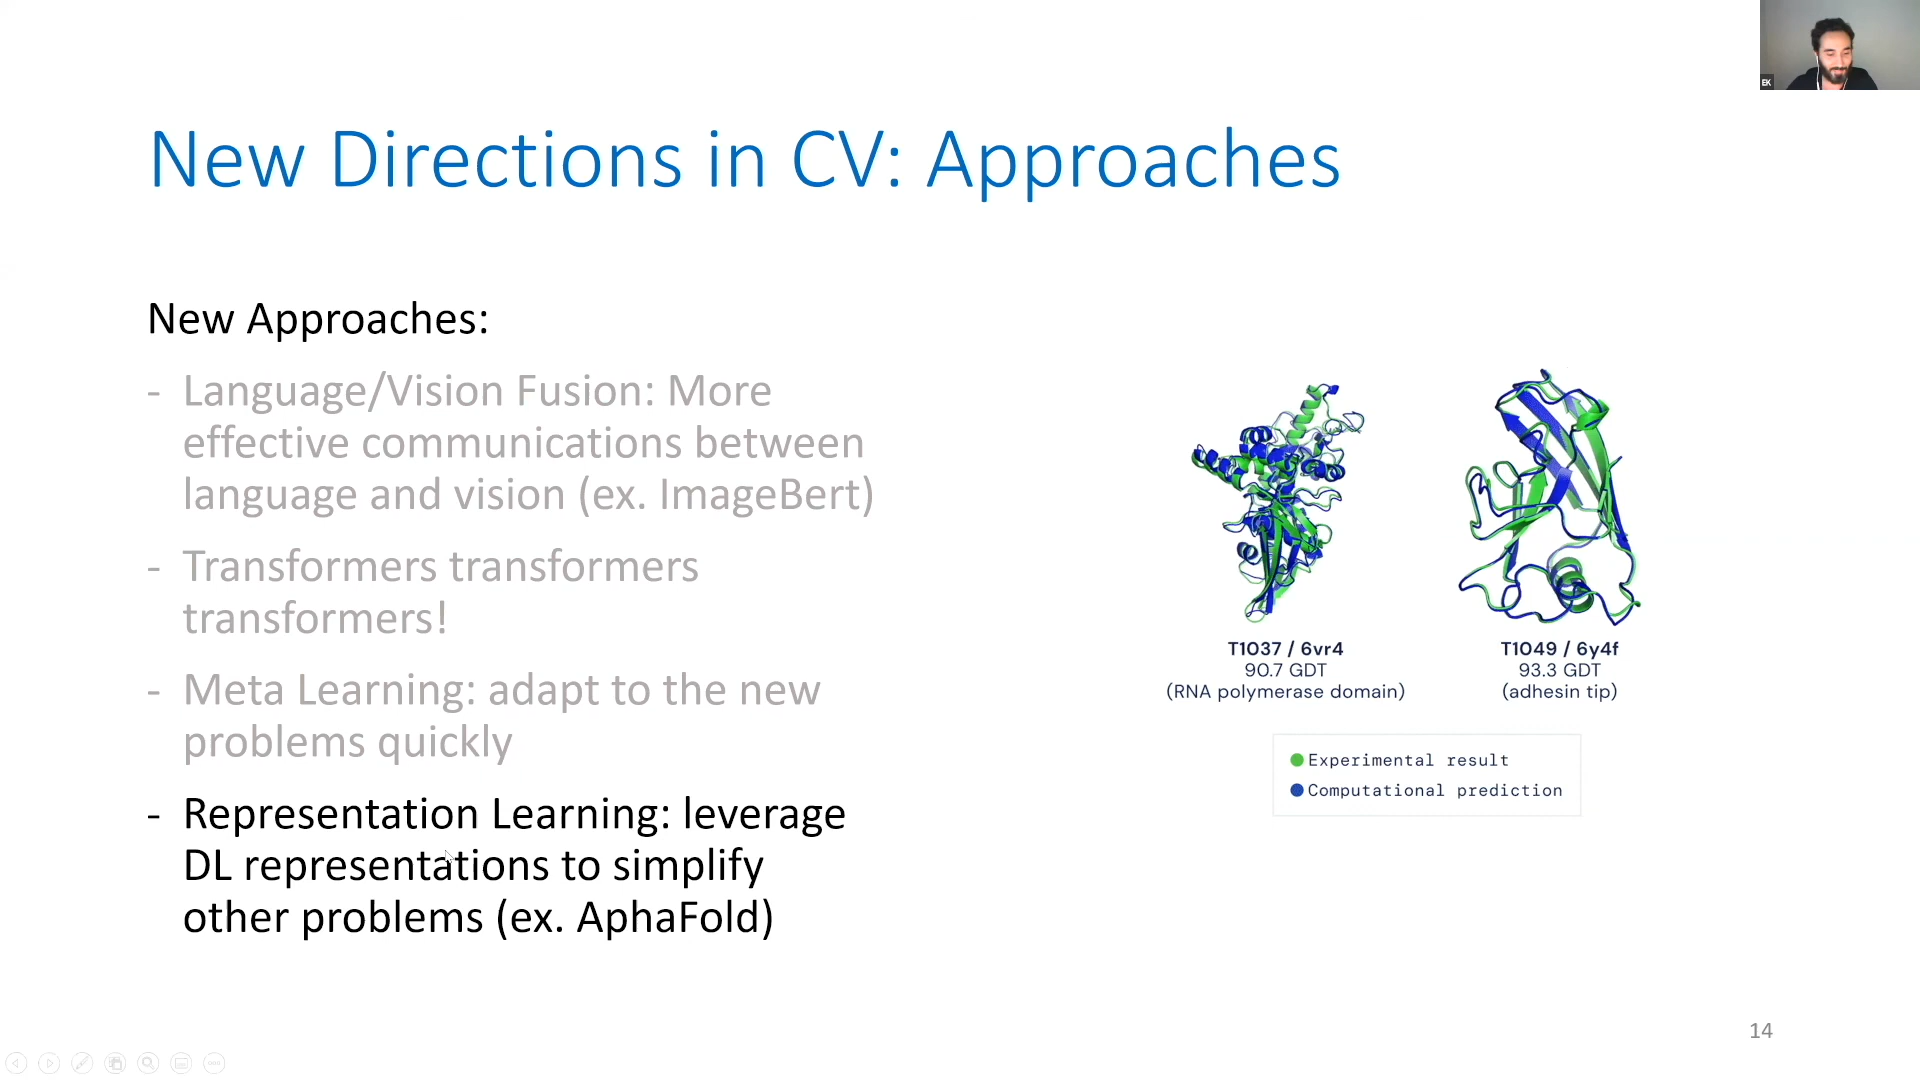 EK
New Directions in CV: Approaches
New Approaches:
- Language/Vision Fusion: More
effective communications between
language and vision (ex. ImageBert)
- Transformers transformers
transformers!
- Meta Learning: adapt to the new
problems quickly
- Representation Learning: leverage
DL representations to simplify
other problems (ex. AphaFold)
T1037 / 6vr4
90.7 GDT
(RNA polymerase domain)
T1049 / 6y4f
93.3 GDT
(adhesin tip)
Experimental result
Computational prediction
14